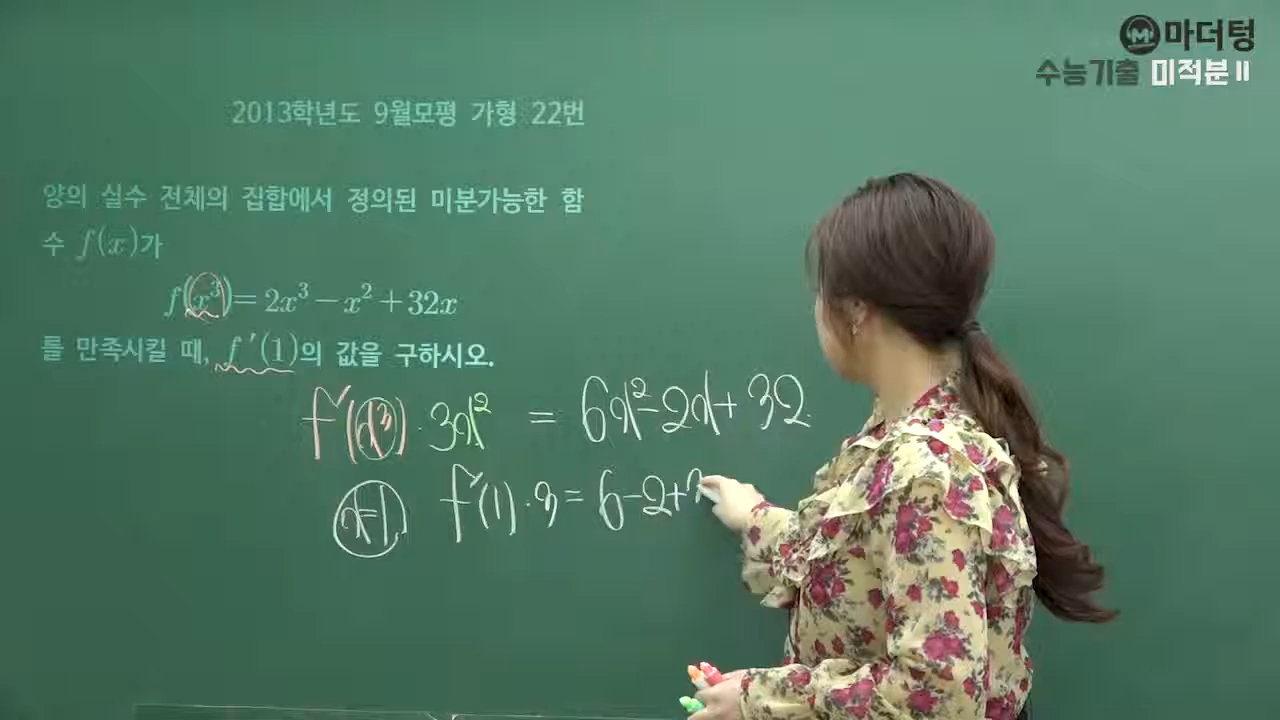 마더텅
수능기출 미적분 II
2013학년도 9월모평 가형 22번
양의 실수 전체의 집합에서 정의된 미분가능한 함
수 f(x)가
f(x³)=2x³-x²+32x
를 만족시킬 때, f′(1)의 값을 구하시오.
f′(x³)·3x² = 6x²-2x+32
x=1 f′(1)·3=6-2+3